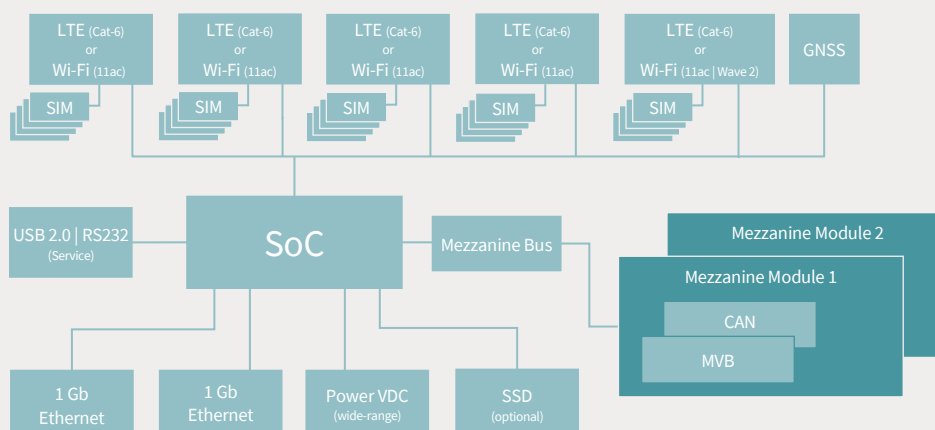 LTE (Cat-6)
or
Wi-Fi (11ac)
SIM
LTE (Cat-6)
or
Wi-Fi (11ac)
SIM
LTE (Cat-6)
or
Wi-Fi (11ac)
SIM
LTE (Cat-6)
or
Wi-Fi (11ac)
SIM
LTE (Cat-6)
or
Wi-Fi (11ac | Wave 2)
SIM
GNSS
USB 2.0 | RS232
(Service)
SoC
Mezzanine Bus
Mezzanine Module 2
Mezzanine Module 1
CAN
MVB
1 Gb
Ethernet
1 Gb
Ethernet
Power VDC
(wide-range)
SSD
(optional)